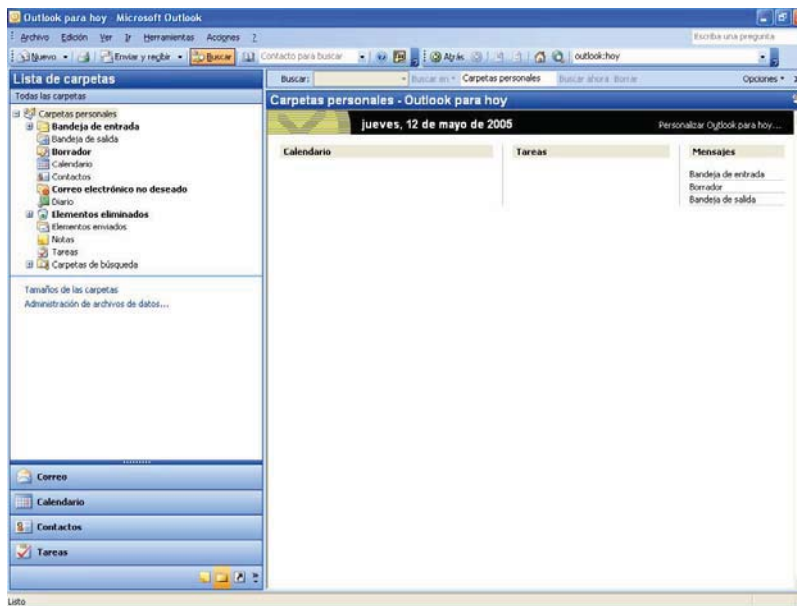 Outlook para hoy - Microsoft Outlook
Archivo Edición Ver Ir Herramientas Acciones ?
Escriba una pregunta
Nuevo Enviar y recibir Buscar Contacto para buscar Atrás outlook:hoy
Lista de carpetas
Buscar: Buscar en Carpetas personales Buscar ahora Borrar Opciones
Todas las carpetas
Carpetas personales - Outlook para hoy
Carpetas personales
Bandeja de entrada
Bandeja de salida
Borrador
Calendario
Contactos
Correo electrónico no deseado
Diario
Elementos eliminados
Elementos enviados
Notas
Tareas
Carpetas de búsqueda
Tamaños de las carpetas
Administración de archivos de datos...
jueves, 12 de mayo de 2005
Personalizar Outlook para hoy...
Calendario
Tareas
Mensajes
Bandeja de entrada
Borrador
Bandeja de salida
Correo
Calendario
Contactos
Tareas
Listo